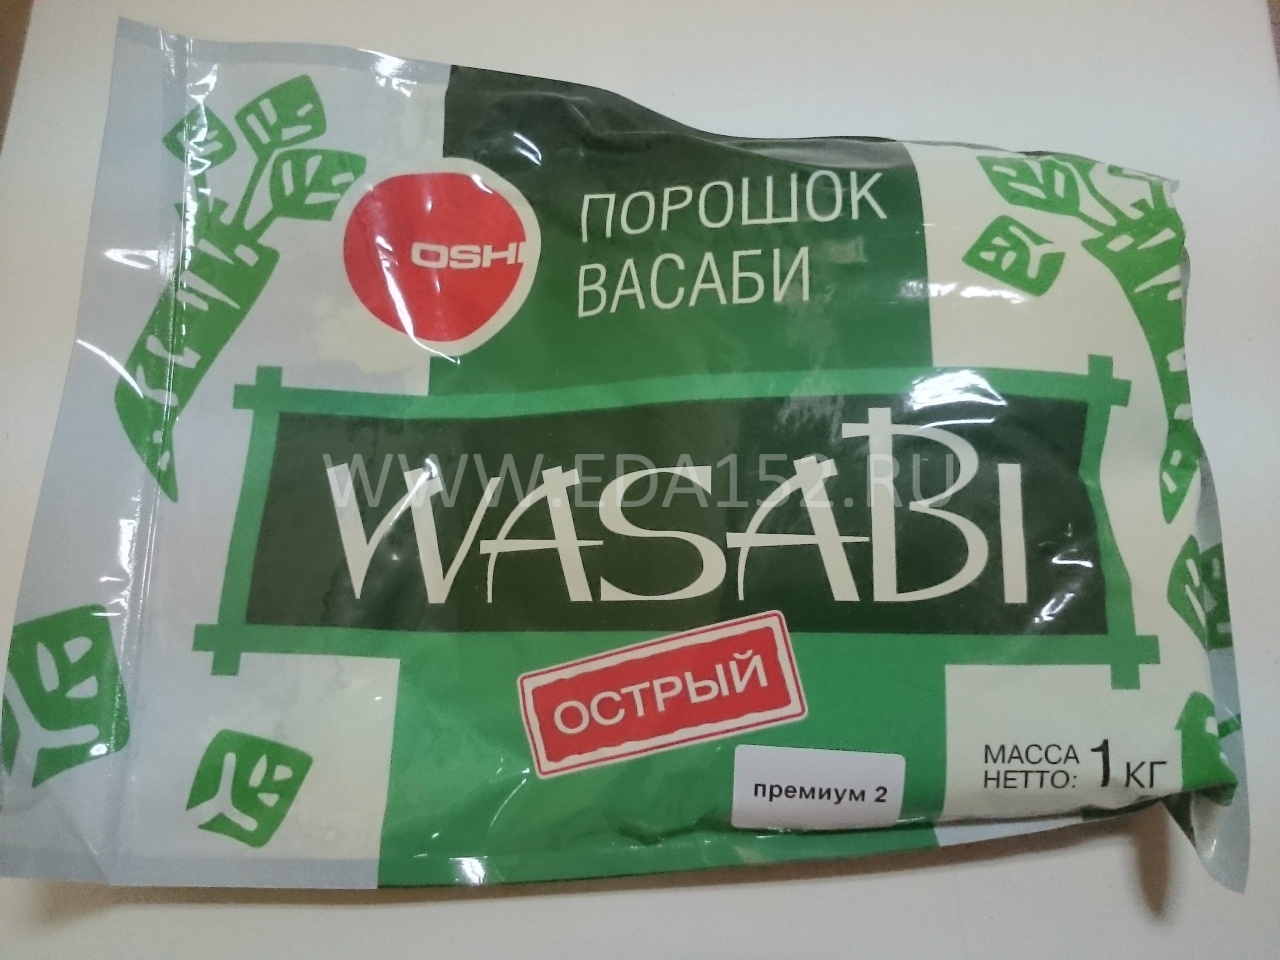 OSHI
ПОРОШОК
ВАСАБИ
WWW.EDA152.RU
WASABI
ОСТРЫЙ
премиум 2
МАССА
НЕТТО: 1 КГ